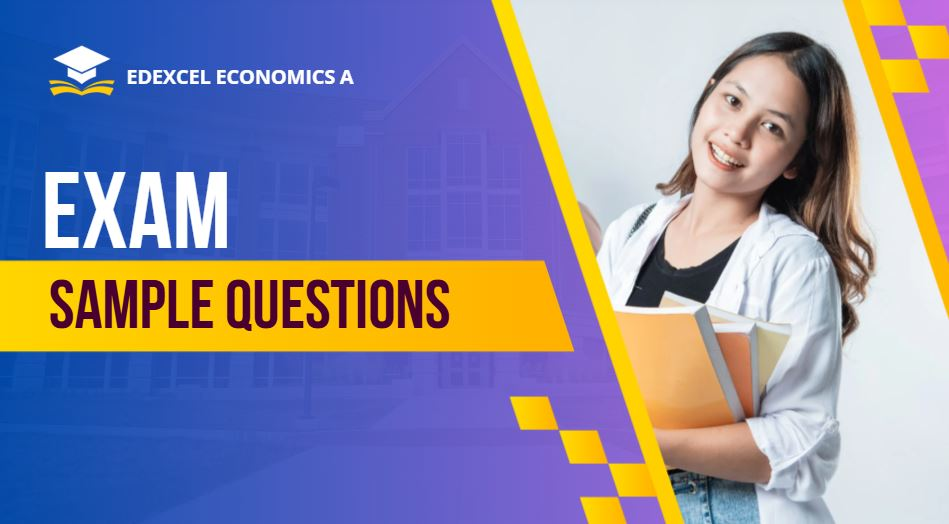 EDEXCEL ECONOMICS A
EXAM
SAMPLE QUESTIONS